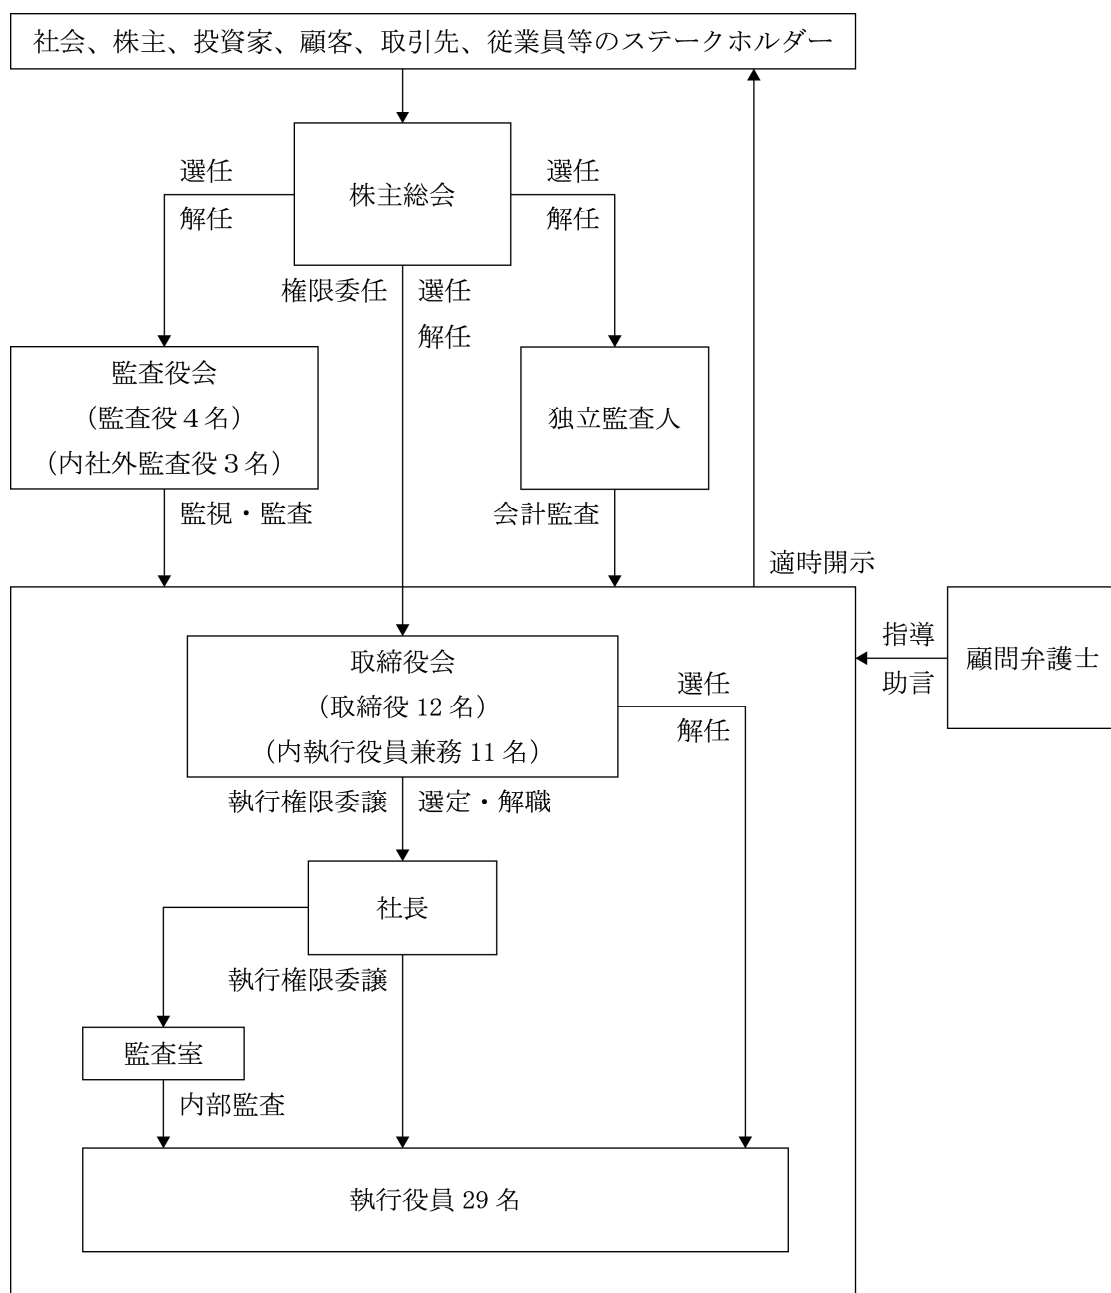 社会、株主、投資家、顧客、取引先、従業員等のステークホルダー
株主総会
選任
解任
選任
解任
権限委任
選任
解任
監査役会
（監査役４名）
（内社外監査役３名）
独立監査人
監視・監査
会計監査
適時開示
指導
助言
顧問弁護士
取締役会
（取締役 12 名）
（内執行役員兼務 11 名）
選任
解任
執行権限委譲
選定・解職
社長
執行権限委譲
監査室
内部監査
執行役員 29 名